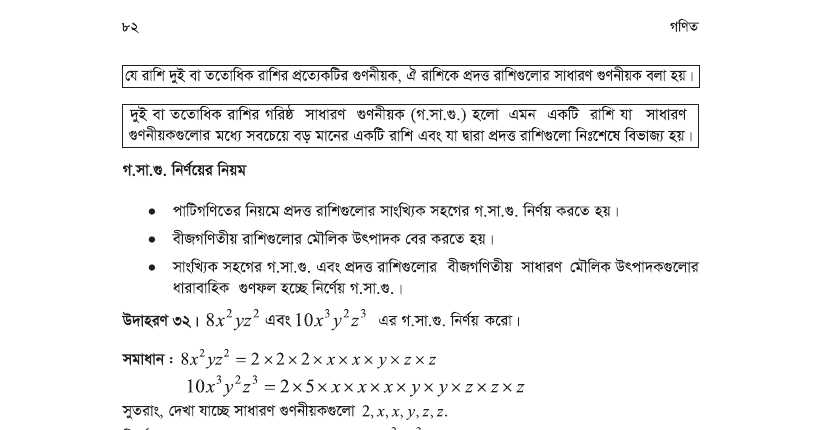 ৮২ গণিত
যে রাশি দুই বা ততোধিক রাশির প্রত্যেকটির গুণনীয়ক, ঐ রাশিকে প্রদত্ত রাশিগুলোর সাধারণ গুণনীয়ক বলা হয়।
দুই বা ততোধিক রাশির গরিষ্ঠ সাধারণ গুণনীয়ক (গ.সা.গু.) হলো এমন একটি রাশি যা সাধারণ
গুণনীয়কগুলোর মধ্যে সবচেয়ে বড় মানের একটি রাশি এবং যা দ্বারা প্রদত্ত রাশিগুলো নিঃশেষে বিভাজ্য হয়।
গ.সা.গু. নির্ণয়ের নিয়ম
• পাটিগণিতের নিয়মে প্রদত্ত রাশিগুলোর সাংখ্যিক সহগের গ.সা.গু. নির্ণয় করতে হয়।
• বীজগণিতীয় রাশিগুলোর মৌলিক উৎপাদক বের করতে হয়।
• সাংখ্যিক সহগের গ.সা.গু. এবং প্রদত্ত রাশিগুলোর বীজগণিতীয় সাধারণ মৌলিক উৎপাদকগুলোর
ধারাবাহিক গুণফল হচ্ছে নির্ণেয় গ.সা.গু.।
উদাহরণ ৩২। 8x²yz² এবং 10x³y²z³ এর গ.সা.গু. নির্ণয় করো।
সমাধান : 8x²yz² = 2×2×2×x×x×y×z×z
10x³y²z³ = 2×5×x×x×x×y×y×z×z×z
সুতরাং, দেখা যাচ্ছে সাধারণ গুণনীয়কগুলো 2, x, x, y, z, z.